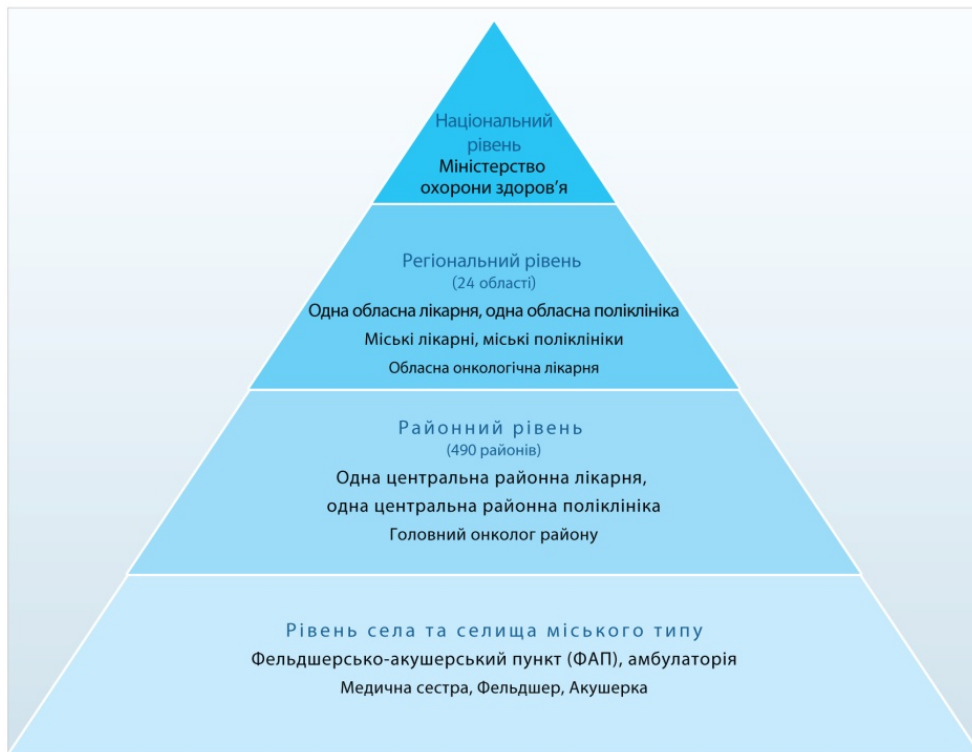 Національний
рівень
Міністерство
охорони здоров’я
Регіональний рівень
(24 області)
Одна обласна лікарня, одна обласна поліклініка
Міські лікарні, міські поліклініки
Обласна онкологічна лікарня
Районний рівень
(490 районів)
Одна центральна районна лікарня,
одна центральна районна поліклініка
Головний онколог району
Рівень села та селища міського типу
Фельдшерсько-акушерський пункт (ФАП), амбулаторія
Медична сестра, Фельдшер, Акушерка